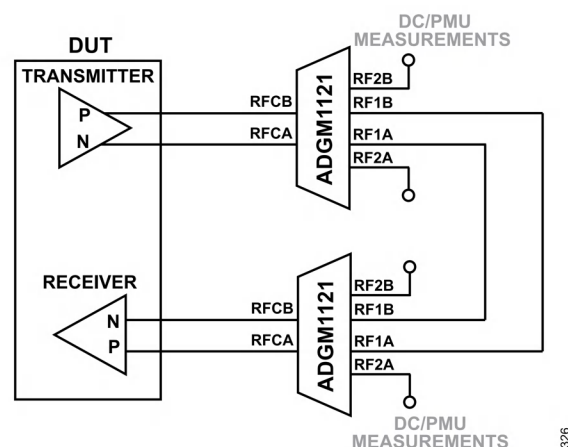 DC/PMU
MEASUREMENTS
DUT
TRANSMITTER
P
N
RFCB
RFCA
ADGM1121
RF2B
RF1B
RF1A
RF2A
RECEIVER
N
P
RFCB
RFCA
ADGM1121
RF2B
RF1B
RF1A
RF2A
DC/PMU
MEASUREMENTS
326